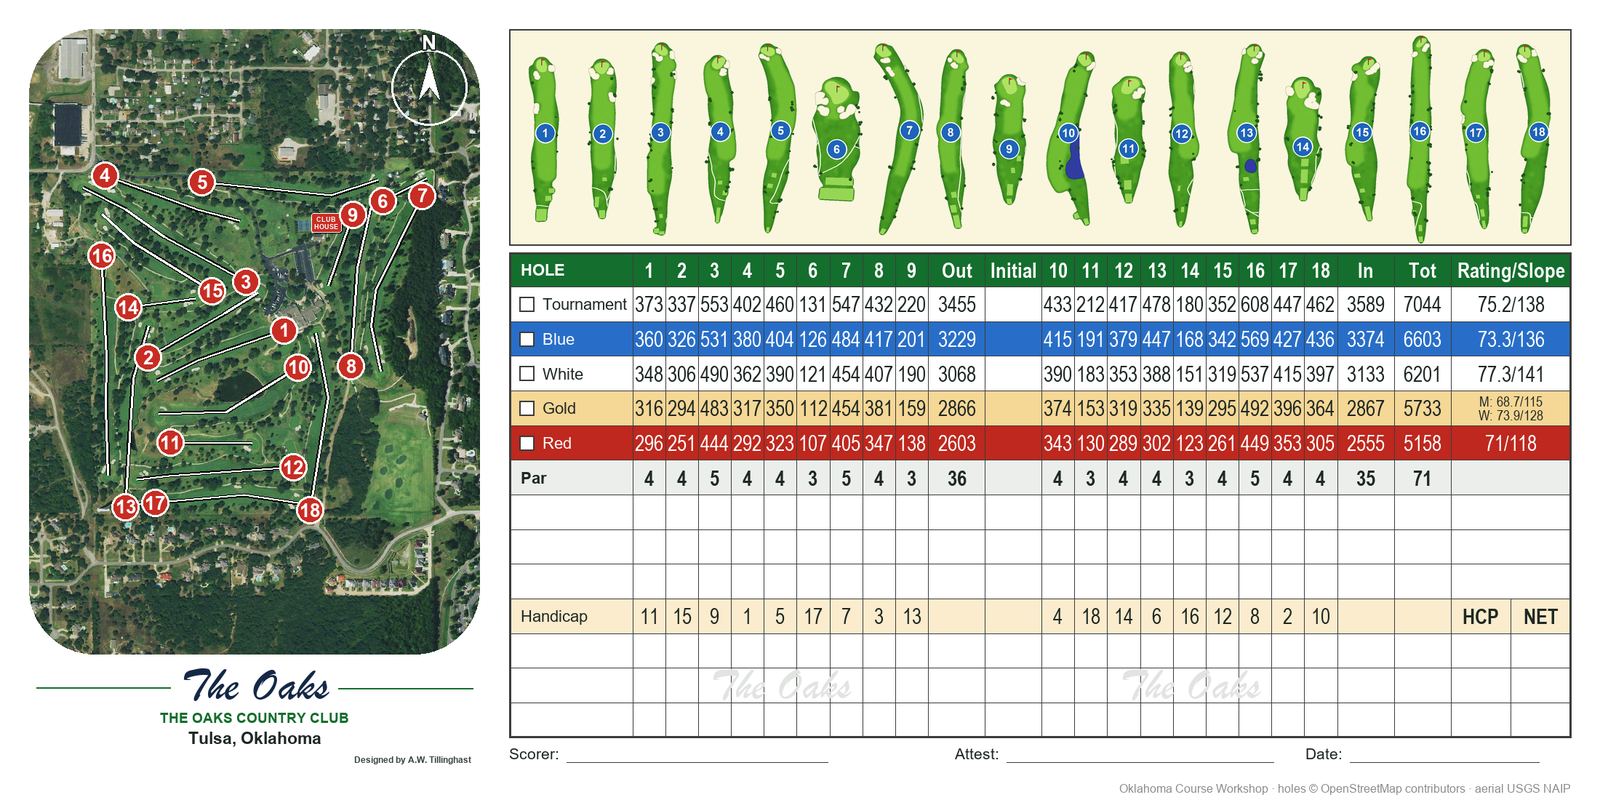 N
4
5
6
7
9
CLUB
HOUSE
16
3
15
14
1
2
10
8
11
12
13
17
18
1 2 3 4 5 6 7 8 9 10 11 12 13 14 15 16 17 18
HOLE 1 2 3 4 5 6 7 8 9 Out Initial 10 11 12 13 14 15 16 17 18 In Tot Rating/Slope
Tournament 373 337 553 402 460 131 547 432 220 3455 433 212 417 478 180 352 608 447 462 3589 7044 75.2/138
Blue 360 326 531 380 404 126 484 417 201 3229 415 191 379 447 168 342 569 427 436 3374 6603 73.3/136
White 348 306 490 362 390 121 454 407 190 3068 390 183 353 388 151 319 537 415 397 3133 6201 77.3/141
Gold 316 294 483 317 350 112 454 381 159 2866 374 153 319 335 139 295 492 396 364 2867 5733 M: 68.7/115
W: 73.9/128
Red 296 251 444 292 323 107 405 347 138 2603 343 130 289 302 123 261 449 353 305 2555 5158 71/118
Par 4 4 5 4 4 3 5 4 3 36 4 3 4 4 3 4 5 4 4 35 71
Handicap 11 15 9 1 5 17 7 3 13 4 18 14 6 16 12 8 2 10 HCP NET
The Oaks The Oaks
The Oaks
THE OAKS COUNTRY CLUB
Tulsa, Oklahoma
Designed by A.W. Tillinghast
Scorer: Attest: Date:
Oklahoma Course Workshop · holes © OpenStreetMap contributors · aerial USGS NAIP